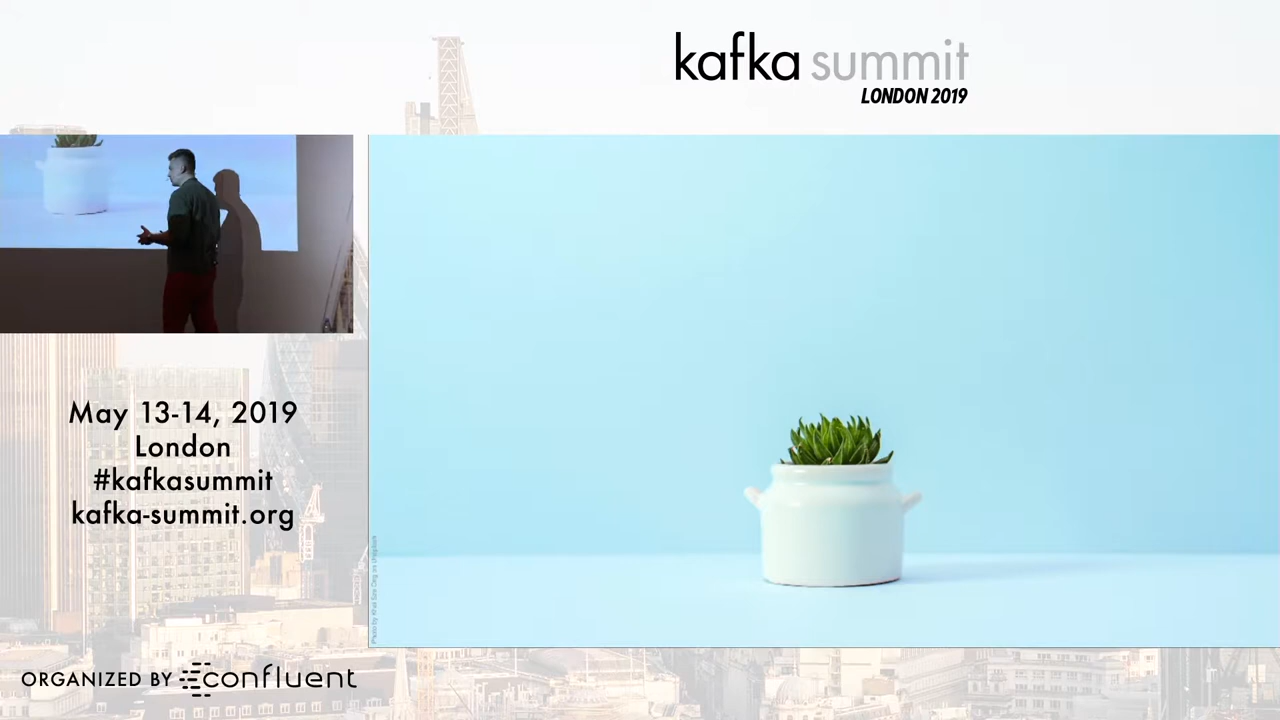 kafka summit
LONDON 2019
May 13-14, 2019
London
#kafkasummit
kafka-summit.org
ORGANIZED BY confluent